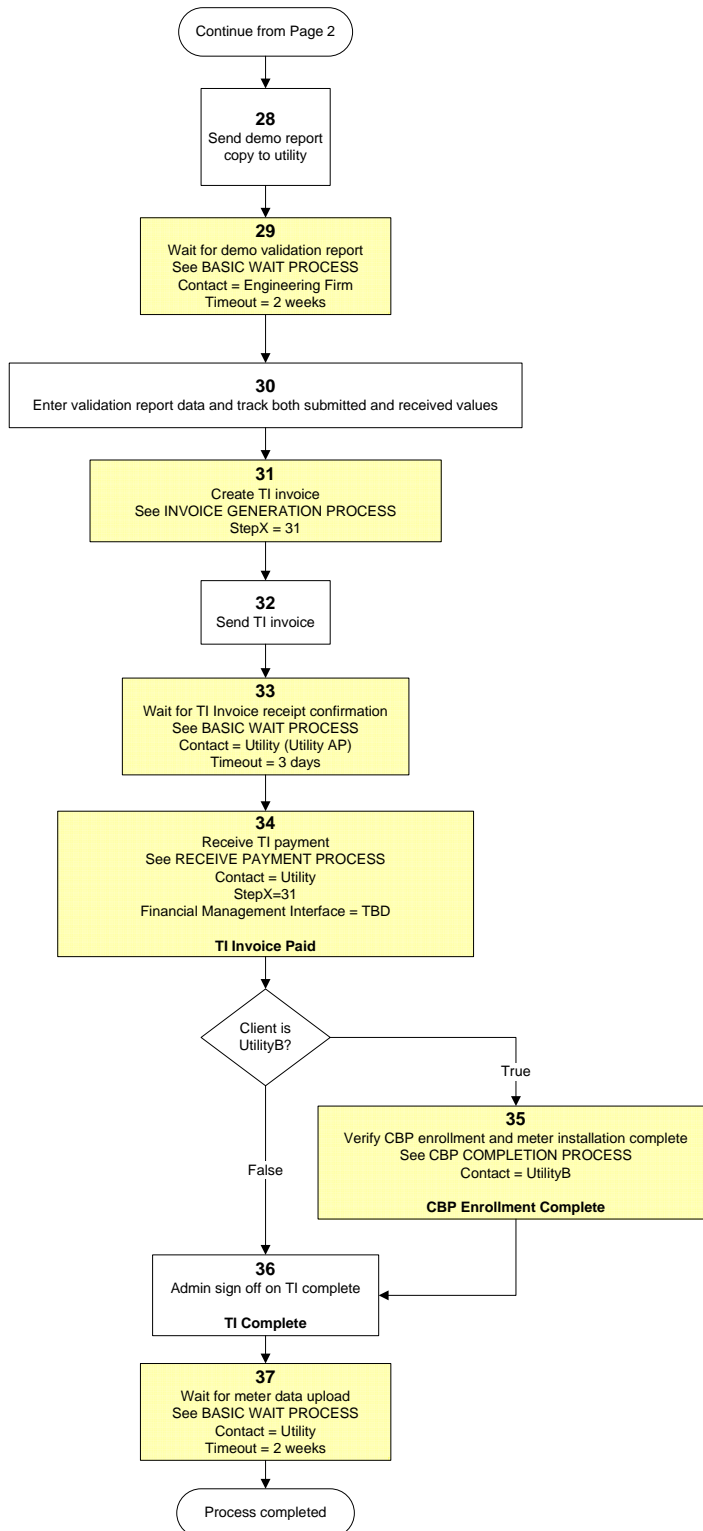 Continue from Page 2
28
Send demo report
copy to utility
29
Wait for demo validation report
See BASIC WAIT PROCESS
Contact = Engineering Firm
Timeout = 2 weeks
30
Enter validation report data and track both submitted and received values
31
Create TI invoice
See INVOICE GENERATION PROCESS
StepX = 31
32
Send TI invoice
33
Wait for TI Invoice receipt confirmation
See BASIC WAIT PROCESS
Contact = Utility (Utility AP)
Timeout = 3 days
34
Receive TI payment
See RECEIVE PAYMENT PROCESS
Contact = Utility
StepX=31
Financial Management Interface = TBD
TI Invoice Paid
Client is
UtilityB?
True
35
Verify CBP enrollment and meter installation complete
See CBP COMPLETION PROCESS
Contact = UtilityB
CBP Enrollment Complete
False
36
Admin sign off on TI complete
TI Complete
37
Wait for meter data upload
See BASIC WAIT PROCESS
Contact = Utility
Timeout = 2 weeks
Process completed